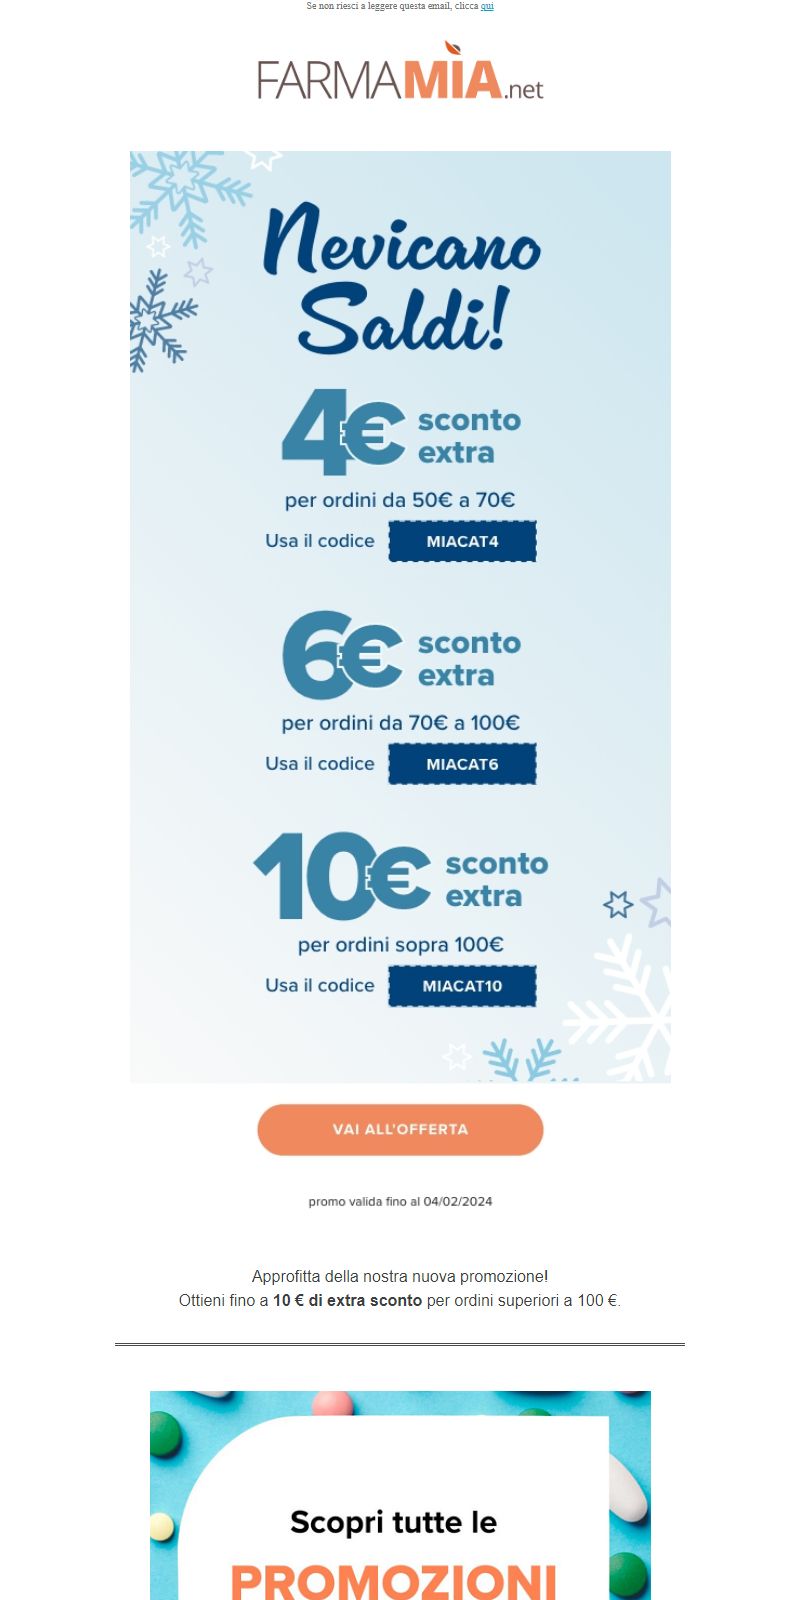 Se non riesci a leggere questa email, clicca qui
FARMAMÌA.net
Nevicano
Saldi!
4€ sconto
extra
per ordini da 50€ a 70€
Usa il codice MIACAT4
6€ sconto
extra
per ordini da 70€ a 100€
Usa il codice MIACAT6
10€ sconto
extra
per ordini sopra 100€
Usa il codice MIACAT10
VAI ALL'OFFERTA
promo valida fino al 04/02/2024
Approfitta della nostra nuova promozione!
Ottieni fino a 10 € di extra sconto per ordini superiori a 100 €.
Scopri tutte le
PROMOZIONI